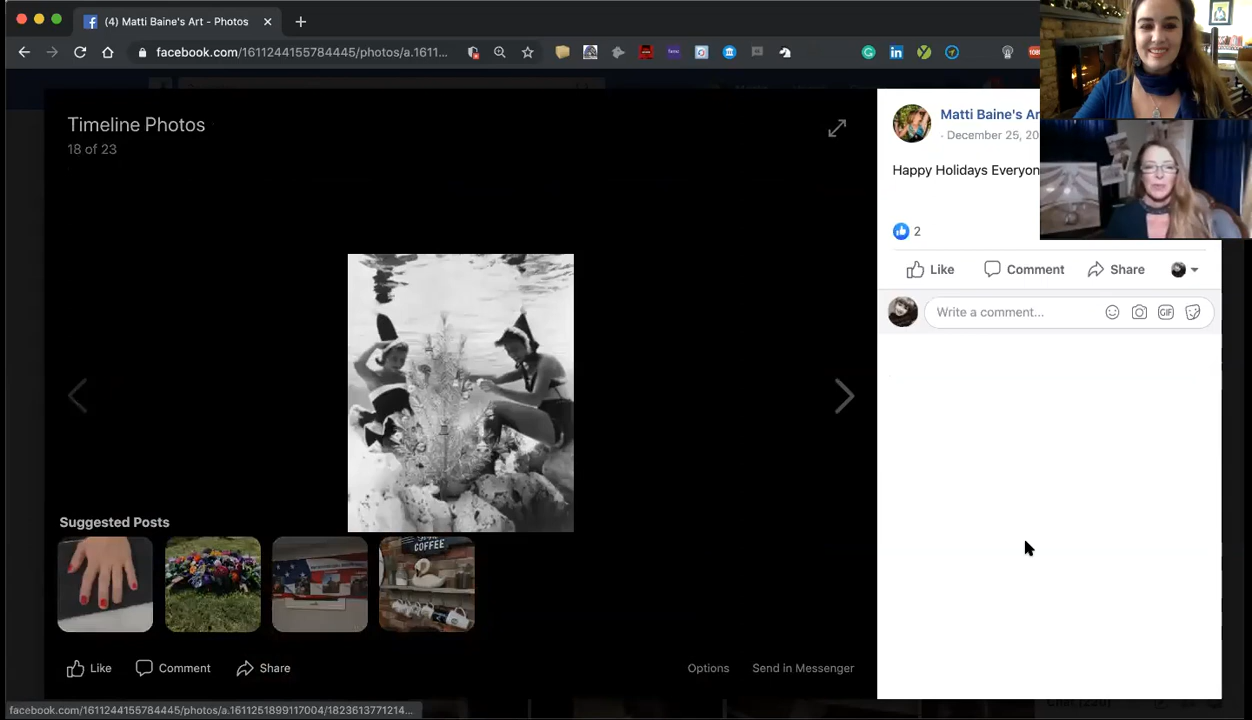 (4) Matti Baine's Art - Photos
facebook.com/1611244155784445/photos/a.1611...
Timeline Photos
18 of 23
Matti Baine's Ar
· December 25, 20
Happy Holidays Everyon
2
Like Comment Share
Write a comment...
GIF
Suggested Posts
COFFEE
Like Comment Share
Options Send in Messenger
facebook.com/1611244155784445/photos/a.1611251899117004/1823613771214...